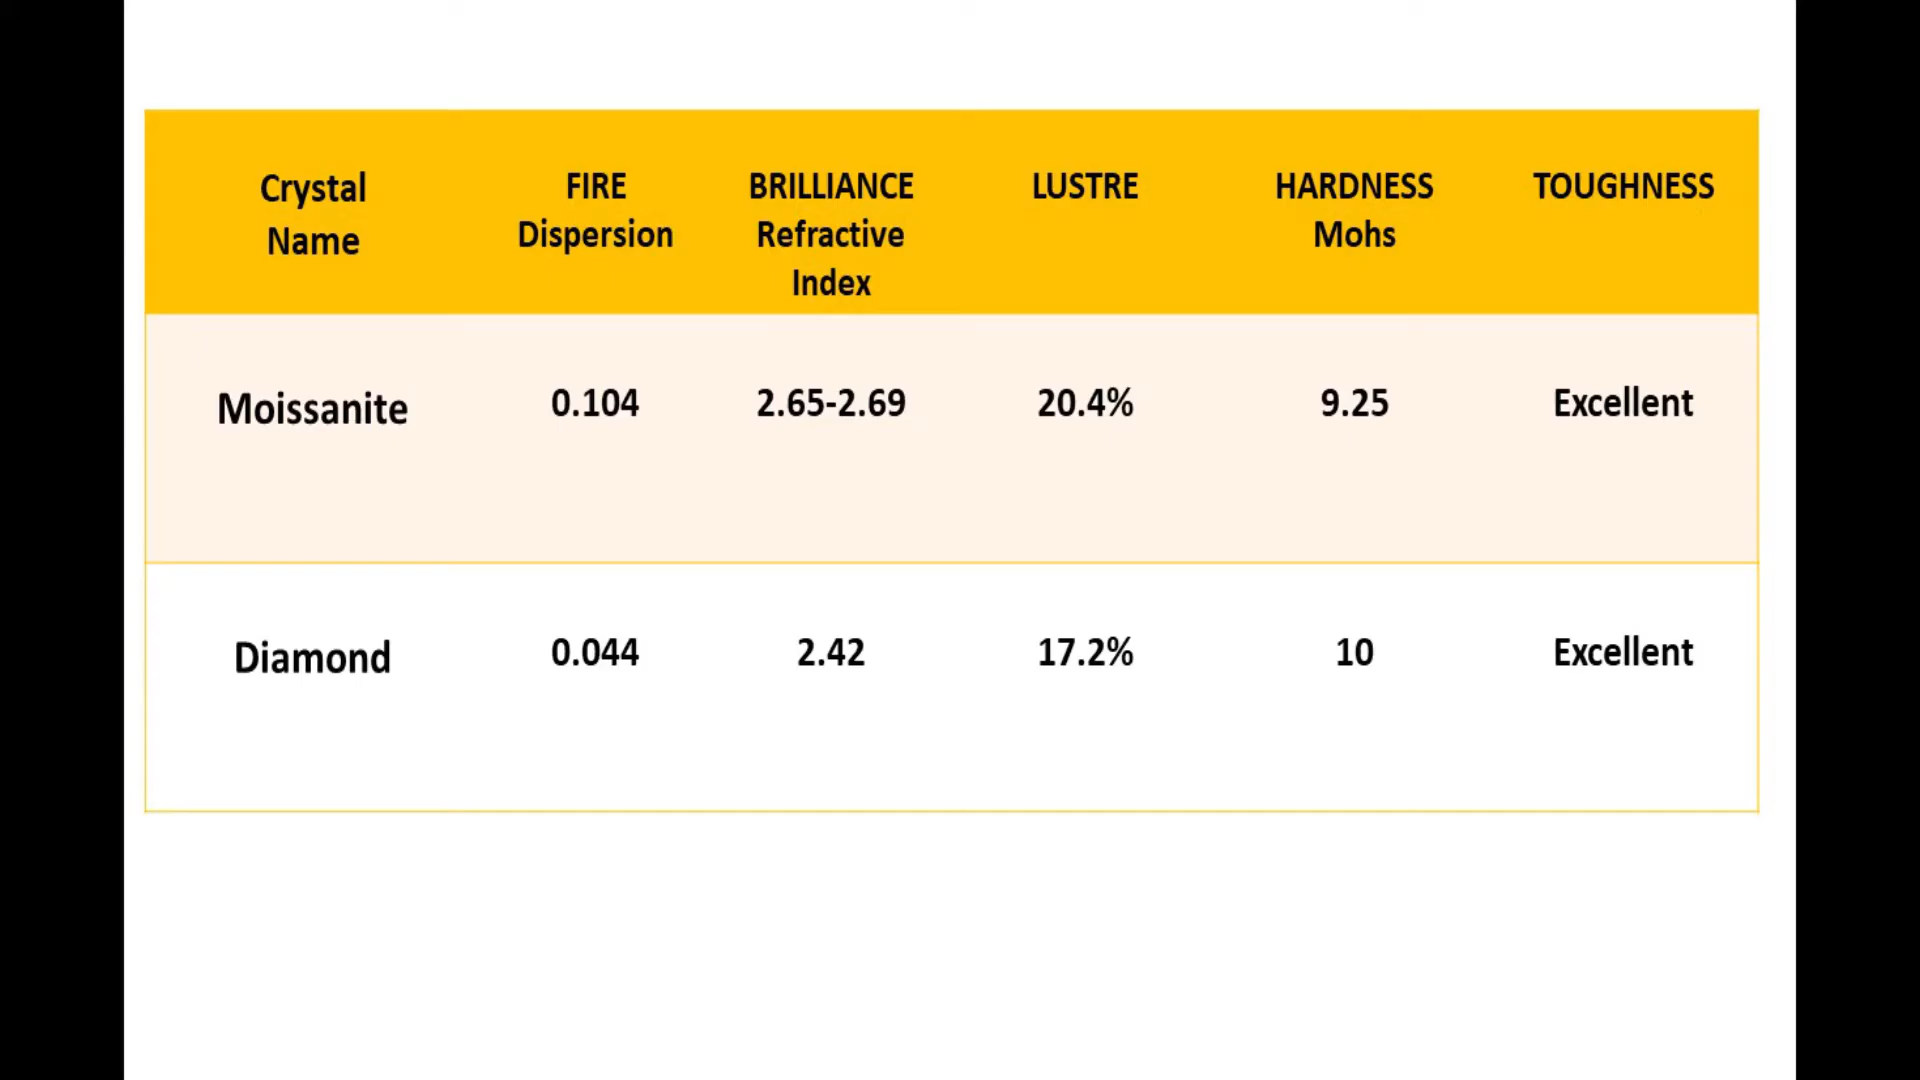 Crystal
Name
FIRE
Dispersion
BRILLIANCE
Refractive
Index
LUSTRE
HARDNESS
Mohs
TOUGHNESS
Moissanite 0.104 2.65-2.69 20.4% 9.25 Excellent
Diamond 0.044 2.42 17.2% 10 Excellent